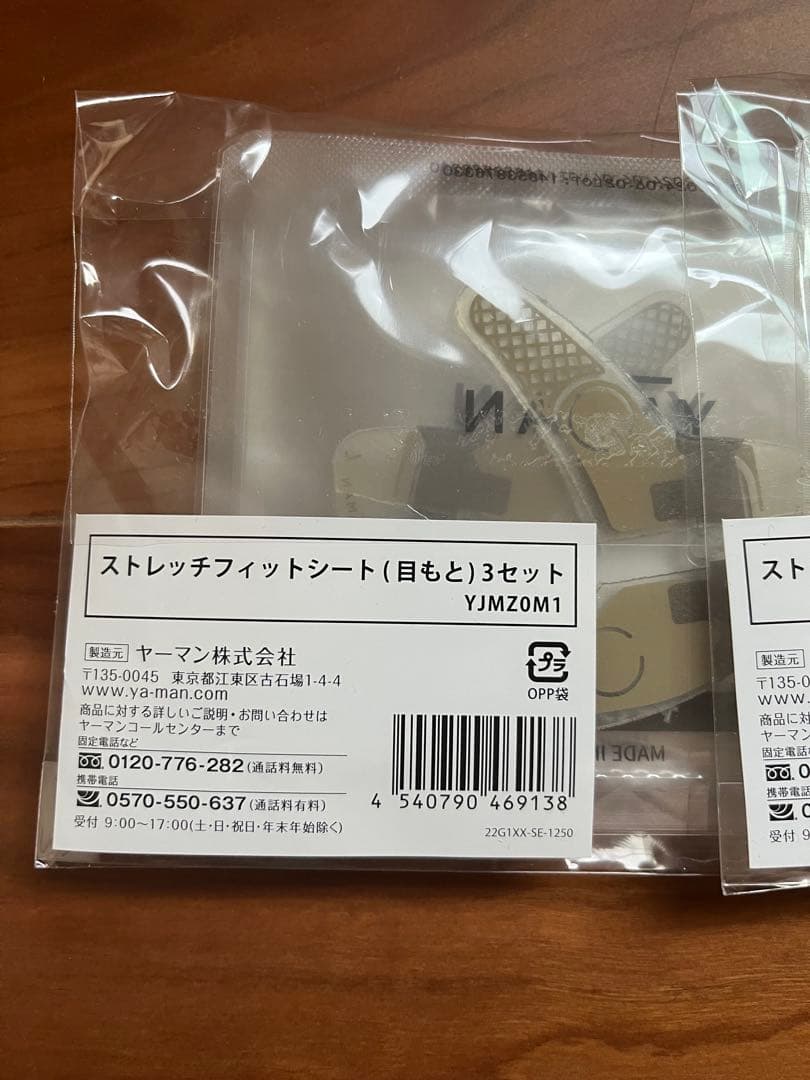 YA-MAN
ストレッチフィットシート(目もと)3セット
YJMZ0M1
製造元 ヤーマン株式会社
〒135-0045 東京都江東区古石場1-4-4
www.ya-man.com
商品に対する詳しいご説明・お問い合わせは
ヤーマンコールセンターまで
固定電話など
0120-776-282(通話料無料)
携帯電話
0570-550-637(通話料有料)
受付 9:00~17:00(土・日・祝日・年末年始除く)
プラ
OPP袋
4 540790 469138
22G1XX-SE-1250
MADE I
スト
製造元
〒135-0
www.
商品に対
ヤーマン
固定電話
携帯電話
受付 9